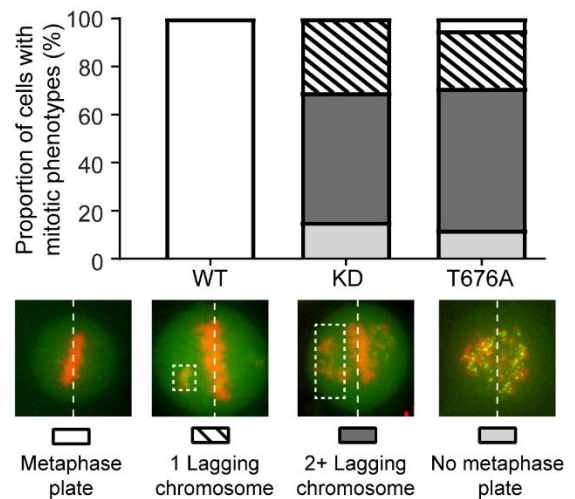 Proportion of cells with
mitotic phenotypes (%)
100
80
60
40
20
0
WT KD T676A
Metaphase
plate
1 Lagging
chromosome
2+ Lagging
chromosome
No metaphase
plate